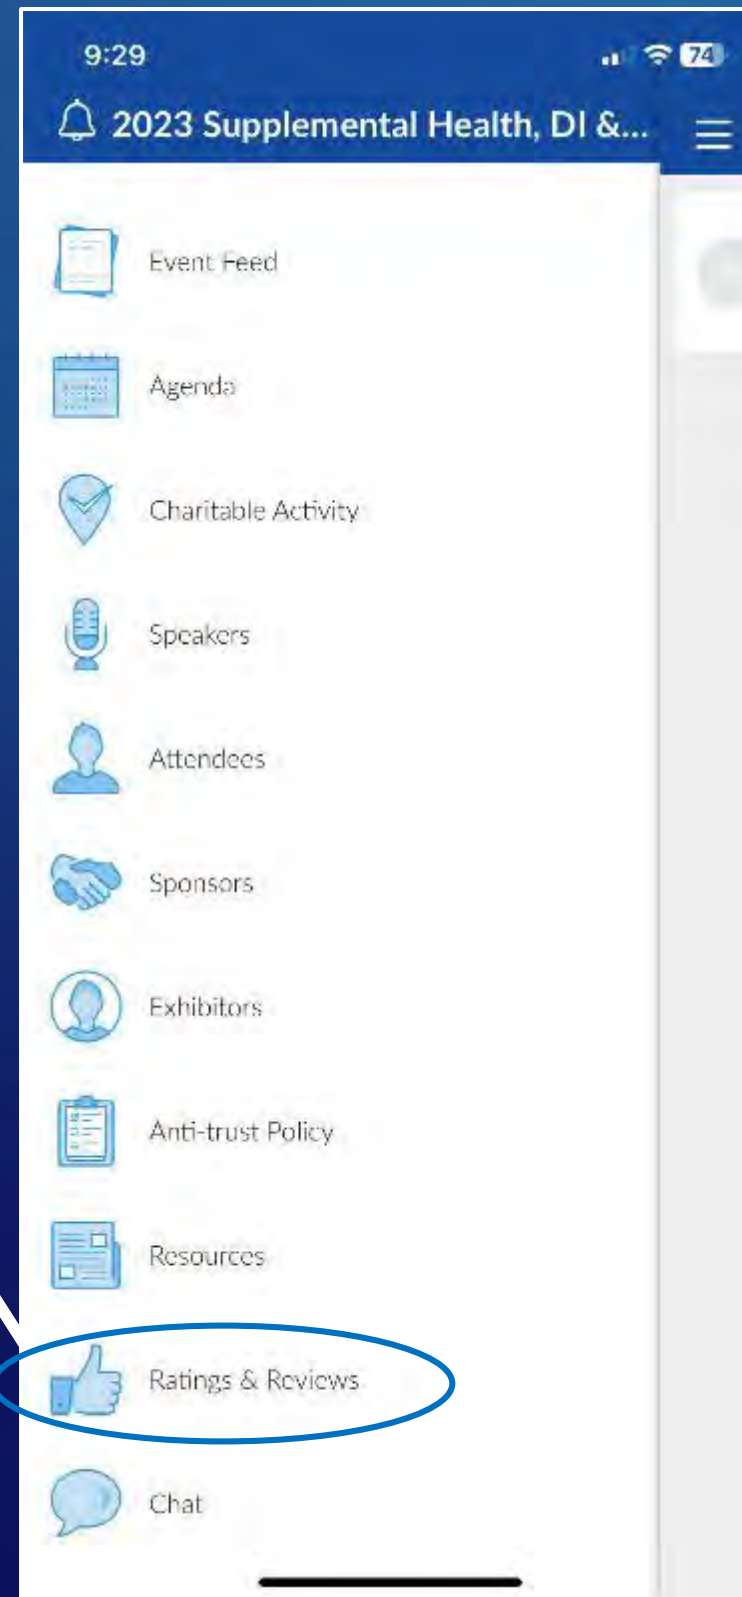 9:29
74
2023 Supplemental Health, DI &...
Event Feed
Agenda
Charitable Activity
Speakers
Attendees
Sponsors
Exhibitors
Anti-trust Policy
Resources
Ratings & Reviews
Chat